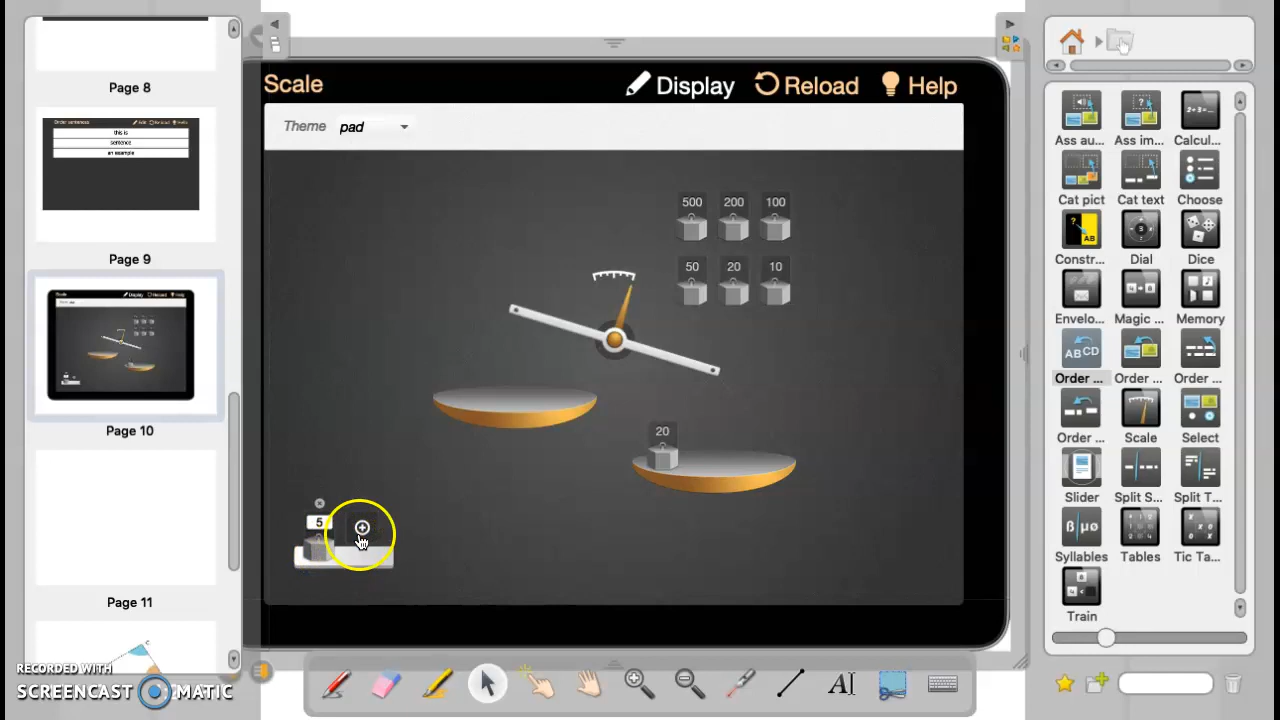 Page 8
Order sentences
this is
sentence
an example
Page 9
Page 10
Page 11
RECORDED WITH
SCREENCAST MATIC
Scale
Display Reload Help
Theme pad
500 200 100
50 20 10
20
5
Ass au... Ass im... Calcul...
Cat pict Cat text Choose
Constr... Dial Dice
Envelo... Magic ... Memory
ABCD
Order ... Order ... Order ...
Order ... Scale Select
Slider Split S... Split T...
Syllables Tables Tic Ta...
Train